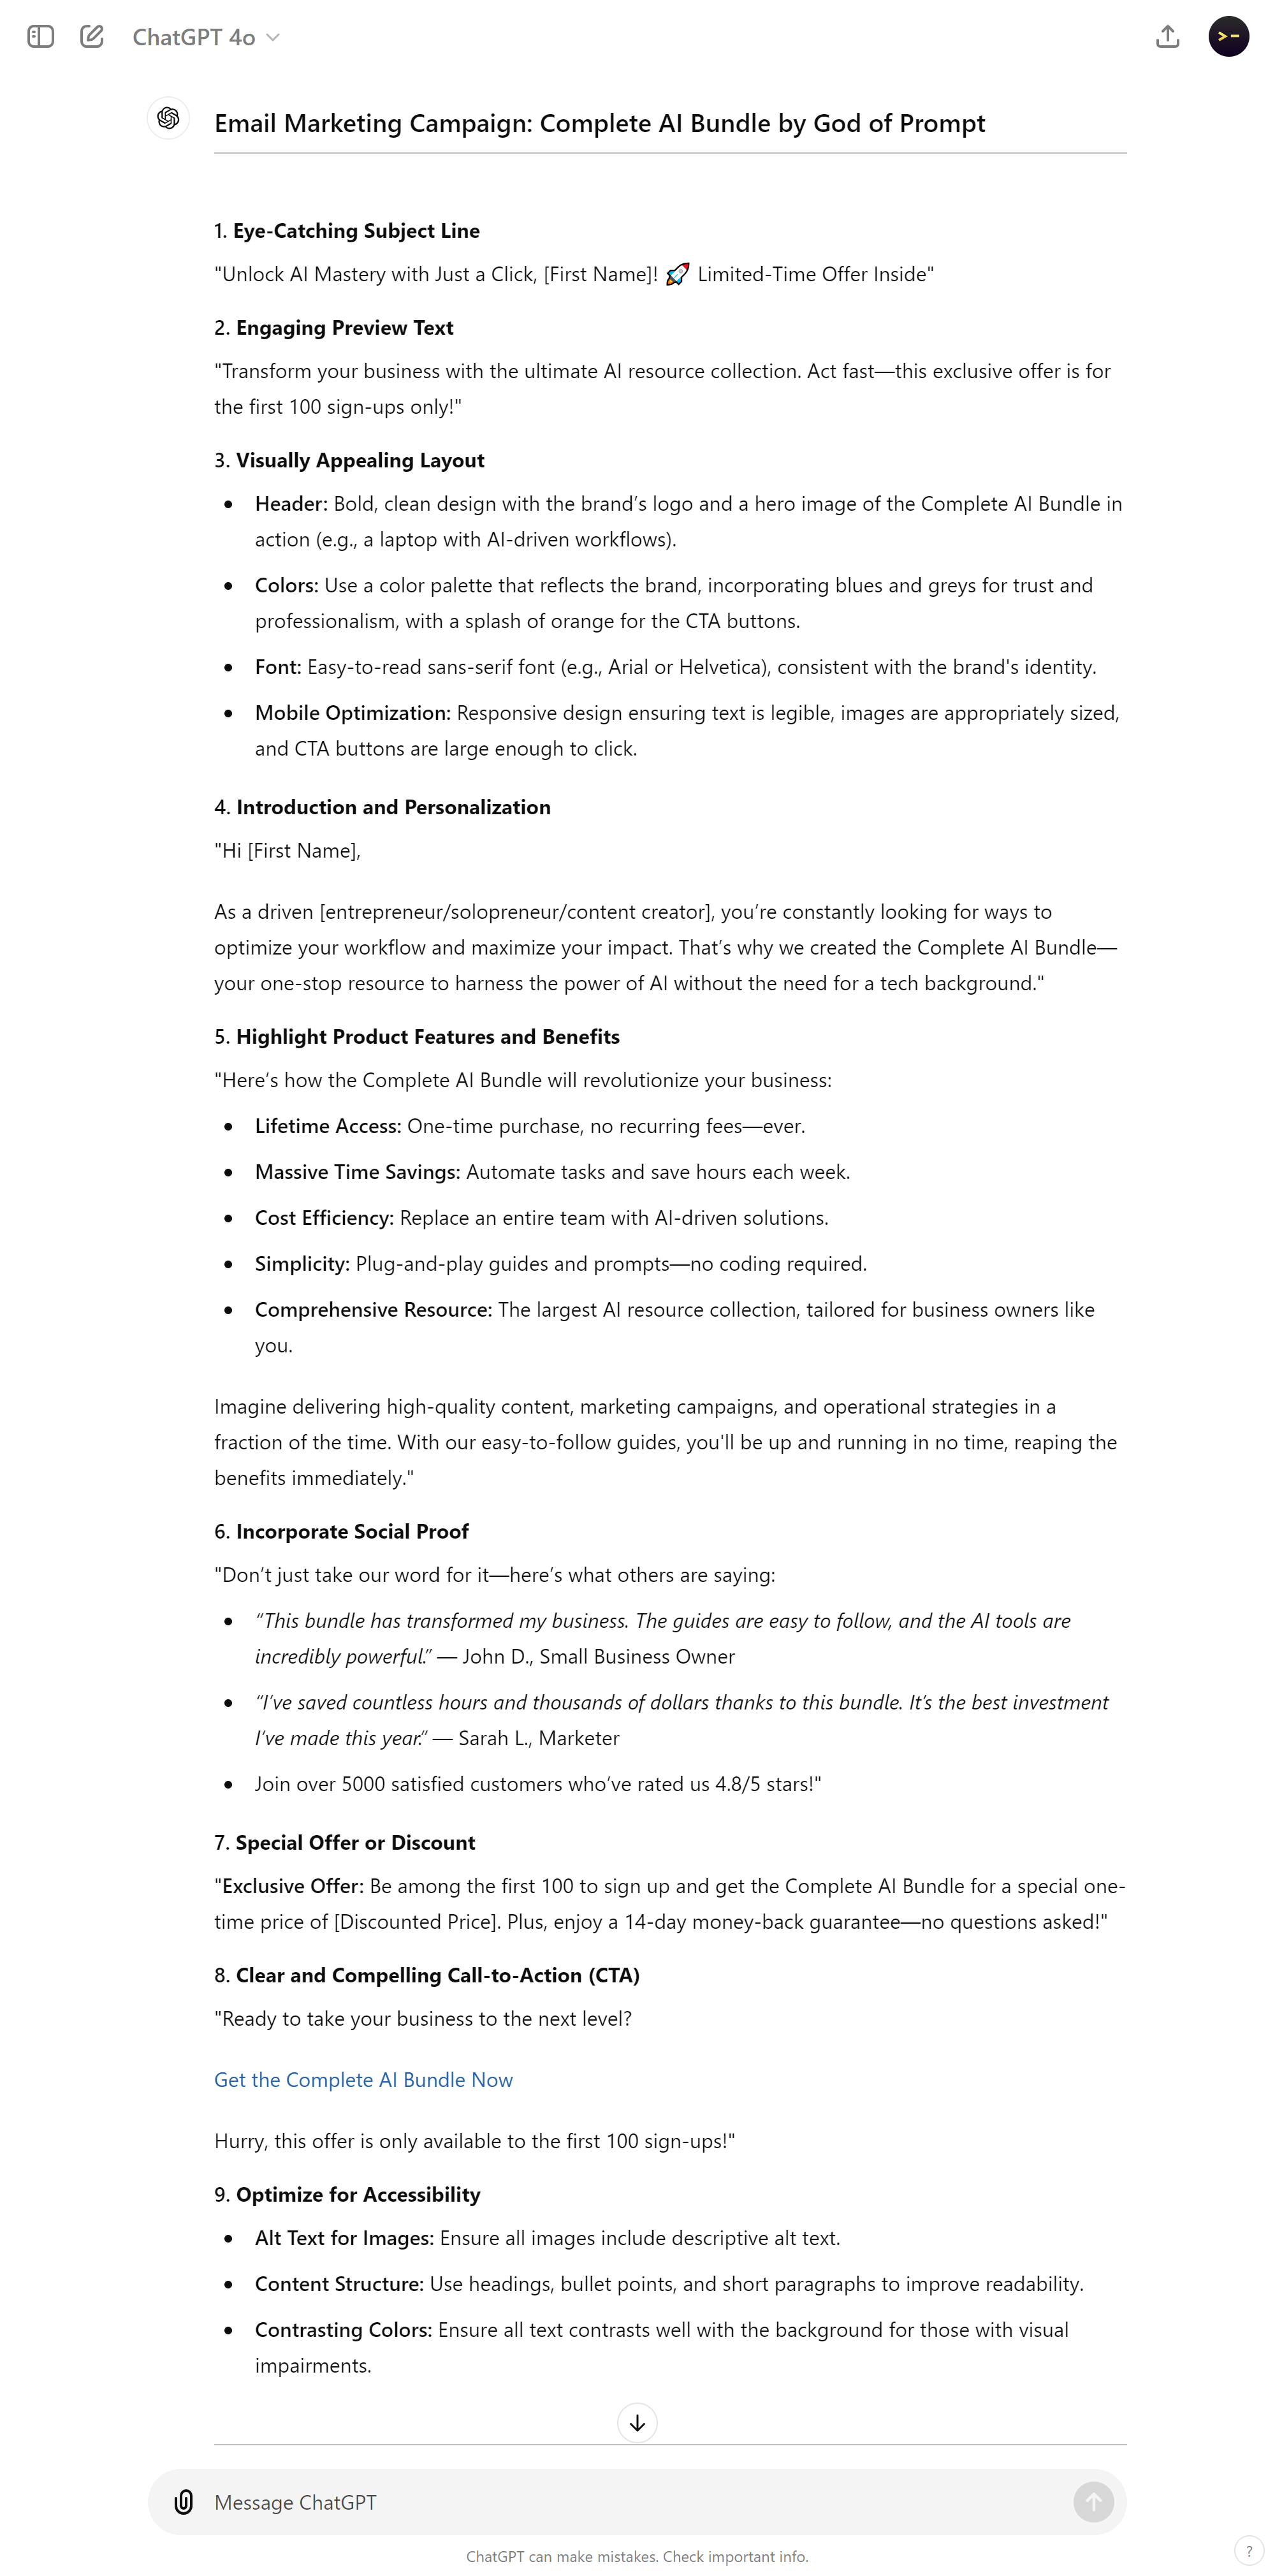 ChatGPT 4o
Email Marketing Campaign: Complete AI Bundle by God of Prompt
1. Eye-Catching Subject Line
"Unlock AI Mastery with Just a Click, [First Name]! 🚀 Limited-Time Offer Inside"
2. Engaging Preview Text
"Transform your business with the ultimate AI resource collection. Act fast—this exclusive offer is for
the first 100 sign-ups only!"
3. Visually Appealing Layout
• Header: Bold, clean design with the brand’s logo and a hero image of the Complete AI Bundle in
action (e.g., a laptop with AI-driven workflows).
• Colors: Use a color palette that reflects the brand, incorporating blues and greys for trust and
professionalism, with a splash of orange for the CTA buttons.
• Font: Easy-to-read sans-serif font (e.g., Arial or Helvetica), consistent with the brand's identity.
• Mobile Optimization: Responsive design ensuring text is legible, images are appropriately sized,
and CTA buttons are large enough to click.
4. Introduction and Personalization
"Hi [First Name],
As a driven [entrepreneur/solopreneur/content creator], you’re constantly looking for ways to
optimize your workflow and maximize your impact. That’s why we created the Complete AI Bundle—
your one-stop resource to harness the power of AI without the need for a tech background."
5. Highlight Product Features and Benefits
"Here’s how the Complete AI Bundle will revolutionize your business:
• Lifetime Access: One-time purchase, no recurring fees—ever.
• Massive Time Savings: Automate tasks and save hours each week.
• Cost Efficiency: Replace an entire team with AI-driven solutions.
• Simplicity: Plug-and-play guides and prompts—no coding required.
• Comprehensive Resource: The largest AI resource collection, tailored for business owners like
you.
Imagine delivering high-quality content, marketing campaigns, and operational strategies in a
fraction of the time. With our easy-to-follow guides, you'll be up and running in no time, reaping the
benefits immediately."
6. Incorporate Social Proof
"Don’t just take our word for it—here’s what others are saying:
• “This bundle has transformed my business. The guides are easy to follow, and the AI tools are
incredibly powerful.” — John D., Small Business Owner
• “I’ve saved countless hours and thousands of dollars thanks to this bundle. It’s the best investment
I’ve made this year.” — Sarah L., Marketer
• Join over 5000 satisfied customers who’ve rated us 4.8/5 stars!"
7. Special Offer or Discount
"Exclusive Offer: Be among the first 100 to sign up and get the Complete AI Bundle for a special one-
time price of [Discounted Price]. Plus, enjoy a 14-day money-back guarantee—no questions asked!"
8. Clear and Compelling Call-to-Action (CTA)
"Ready to take your business to the next level?
Get the Complete AI Bundle Now
Hurry, this offer is only available to the first 100 sign-ups!"
9. Optimize for Accessibility
• Alt Text for Images: Ensure all images include descriptive alt text.
• Content Structure: Use headings, bullet points, and short paragraphs to improve readability.
• Contrasting Colors: Ensure all text contrasts well with the background for those with visual
impairments.
Message ChatGPT
ChatGPT can make mistakes. Check important info.
?